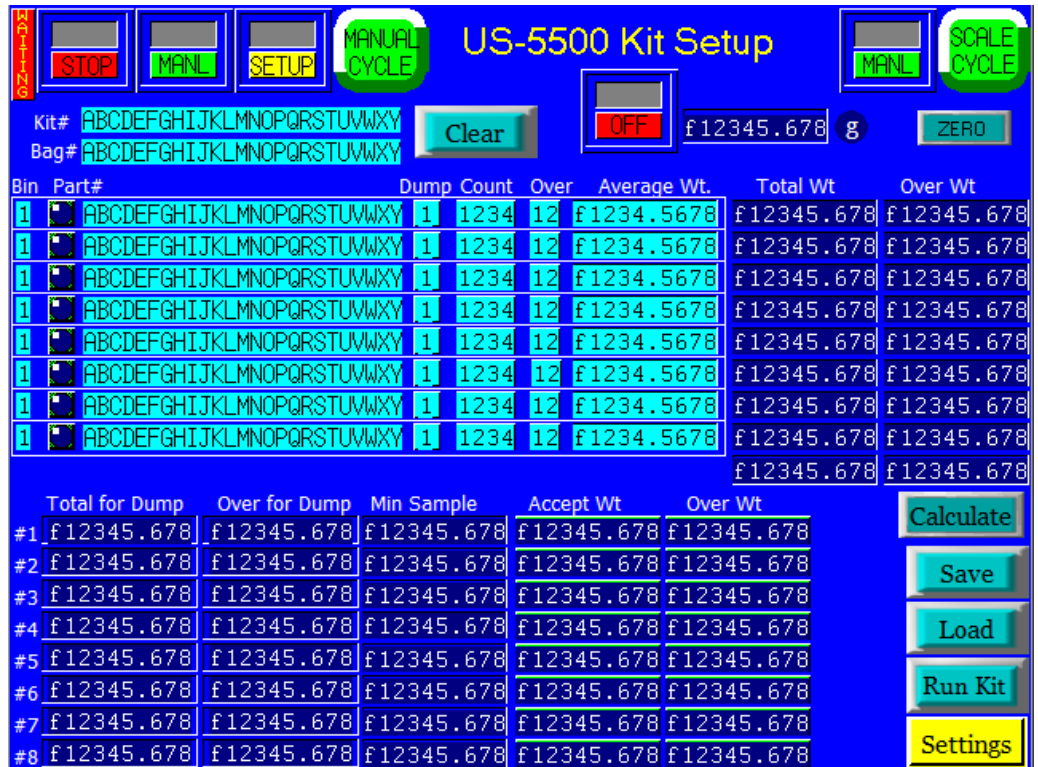 WAITING
STOP MANL SETUP MANUAL CYCLE US-5500 Kit Setup MANL SCALE CYCLE
Kit# ABCDEFGHIJKLMNOPQRSTUVWXY Clear OFF f12345.678 g ZERO
Bag# ABCDEFGHIJKLMNOPQRSTUVWXY
Bin Part# Dump Count Over Average Wt. Total Wt Over Wt
1 ABCDEFGHIJKLMNOPQRSTUVWXY 1 1234 12 f1234.5678 f12345.678 f12345.678
1 ABCDEFGHIJKLMNOPQRSTUVWXY 1 1234 12 f1234.5678 f12345.678 f12345.678
1 ABCDEFGHIJKLMNOPQRSTUVWXY 1 1234 12 f1234.5678 f12345.678 f12345.678
1 ABCDEFGHIJKLMNOPQRSTUVWXY 1 1234 12 f1234.5678 f12345.678 f12345.678
1 ABCDEFGHIJKLMNOPQRSTUVWXY 1 1234 12 f1234.5678 f12345.678 f12345.678
1 ABCDEFGHIJKLMNOPQRSTUVWXY 1 1234 12 f1234.5678 f12345.678 f12345.678
1 ABCDEFGHIJKLMNOPQRSTUVWXY 1 1234 12 f1234.5678 f12345.678 f12345.678
1 ABCDEFGHIJKLMNOPQRSTUVWXY 1 1234 12 f1234.5678 f12345.678 f12345.678
f12345.678 f12345.678
Total for Dump Over for Dump Min Sample Accept Wt Over Wt
#1 f12345.678 f12345.678 f12345.678 f12345.678 f12345.678
#2 f12345.678 f12345.678 f12345.678 f12345.678 f12345.678
#3 f12345.678 f12345.678 f12345.678 f12345.678 f12345.678
#4 f12345.678 f12345.678 f12345.678 f12345.678 f12345.678
#5 f12345.678 f12345.678 f12345.678 f12345.678 f12345.678
#6 f12345.678 f12345.678 f12345.678 f12345.678 f12345.678
#7 f12345.678 f12345.678 f12345.678 f12345.678 f12345.678
#8 f12345.678 f12345.678 f12345.678 f12345.678 f12345.678
Calculate
Save
Load
Run Kit
Settings